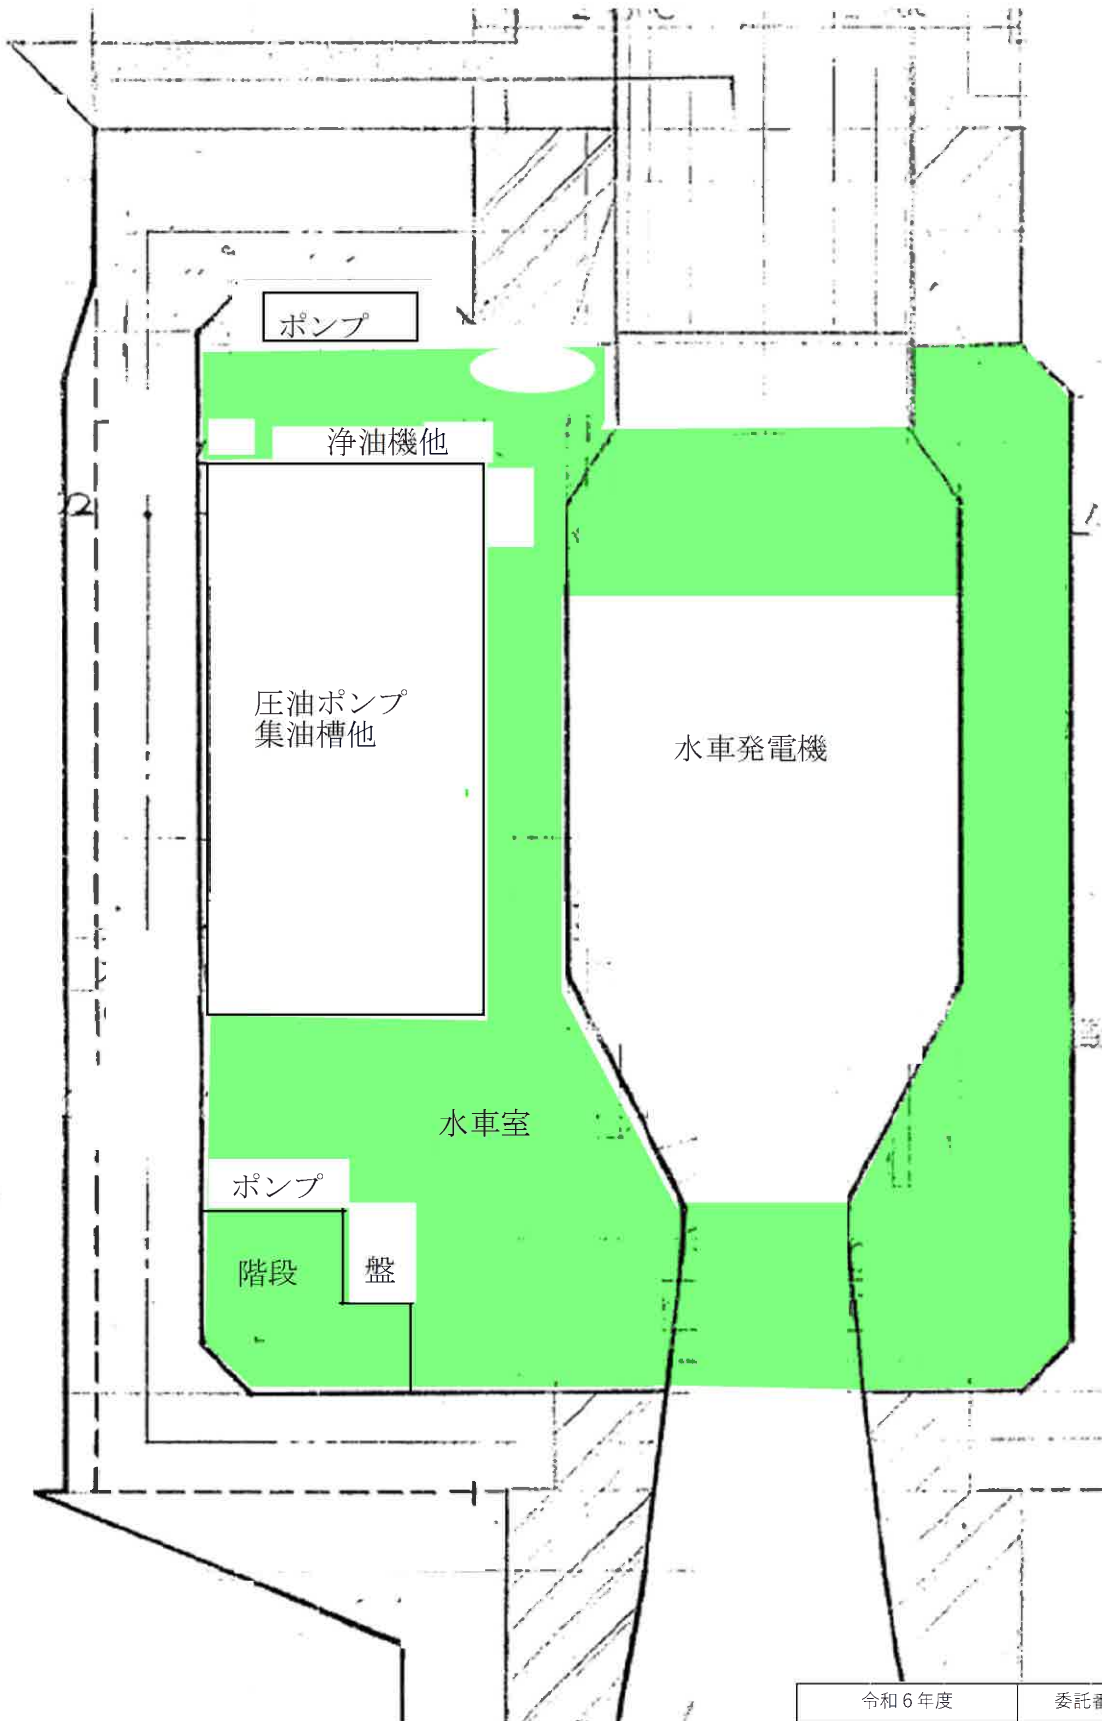 ポンプ
浄油機他
圧油ポンプ
集油槽他
水車発電機
水車室
ポンプ
階段
盤
令和6年度
委託